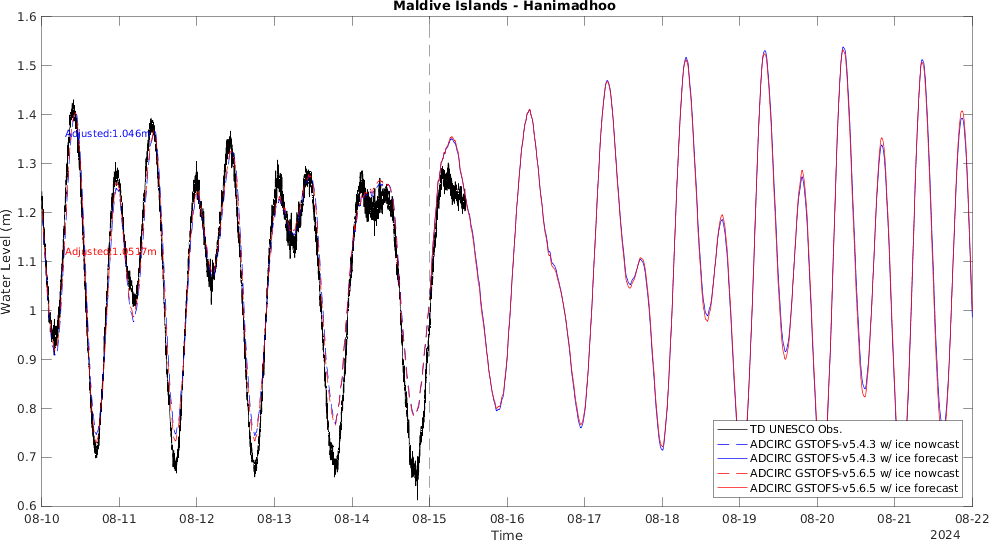 Maldive Islands - Hanimadhoo
1.6
1.5
1.4
1.3
1.2
1.1
1
0.9
0.8
0.7
0.6
Water Level (m)
Adjusted:1.046m
Adjusted:1.0517m
TD UNESCO Obs.
ADCIRC GSTOFS-v5.4.3 w/ ice nowcast
ADCIRC GSTOFS-v5.4.3 w/ ice forecast
ADCIRC GSTOFS-v5.6.5 w/ ice nowcast
ADCIRC GSTOFS-v5.6.5 w/ ice forecast
08-10 08-11 08-12 08-13 08-14 08-15 08-16 08-17 08-18 08-19 08-20 08-21 08-22
Time
2024